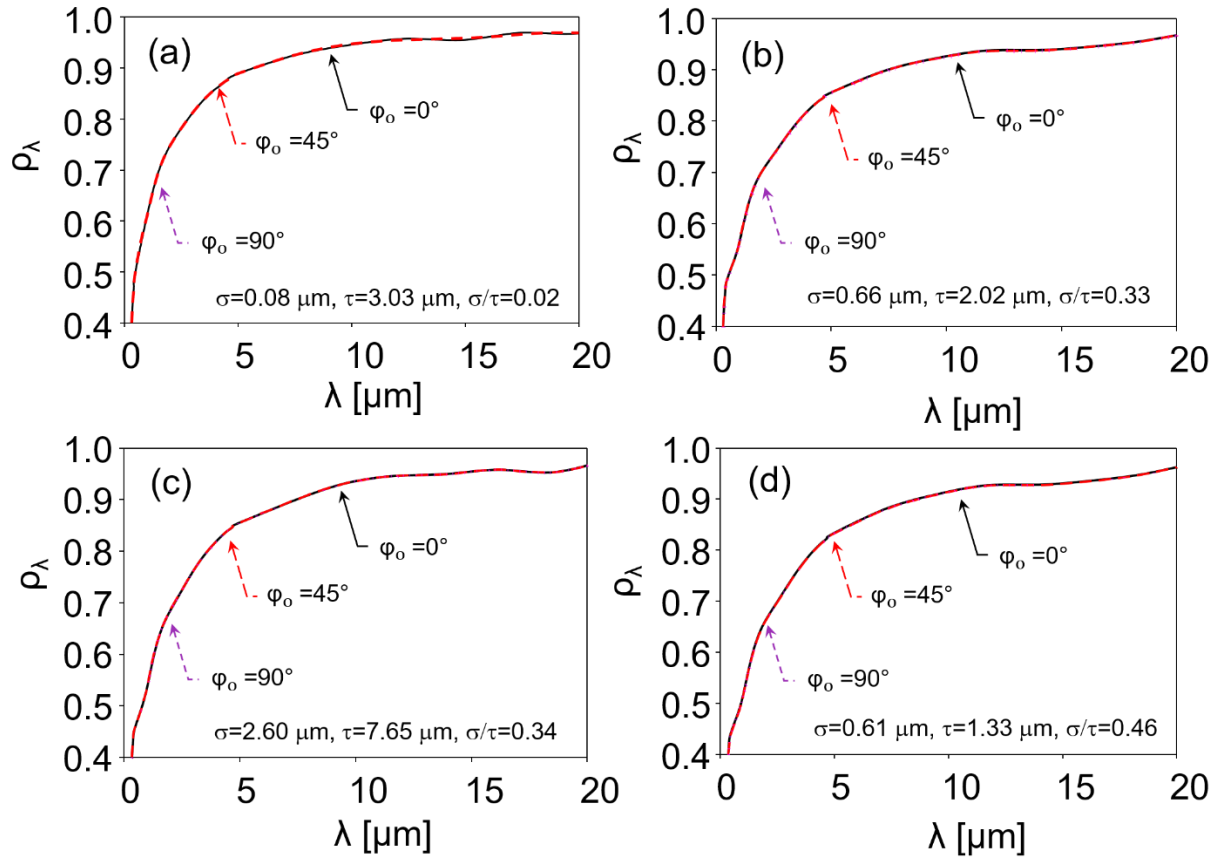 (a)
1.0
0.9
0.8
0.7
0.6
0.5
0.4
ρλ
φo =0°
φo =45°
φo =90°
σ=0.08 μm, τ=3.03 μm, σ/τ=0.02
0 5 10 15 20
λ [μm]
(b)
1.0
0.9
0.8
0.7
0.6
0.5
0.4
ρλ
φo =0°
φo =45°
φo =90°
σ=0.66 μm, τ=2.02 μm, σ/τ=0.33
0 5 10 15 20
λ [μm]
(c)
1.0
0.9
0.8
0.7
0.6
0.5
0.4
ρλ
φo =0°
φo =45°
φo =90°
σ=2.60 μm, τ=7.65 μm, σ/τ=0.34
0 5 10 15 20
λ [μm]
(d)
1.0
0.9
0.8
0.7
0.6
0.5
0.4
ρλ
φo =0°
φo =45°
φo =90°
σ=0.61 μm, τ=1.33 μm, σ/τ=0.46
0 5 10 15 20
λ [μm]